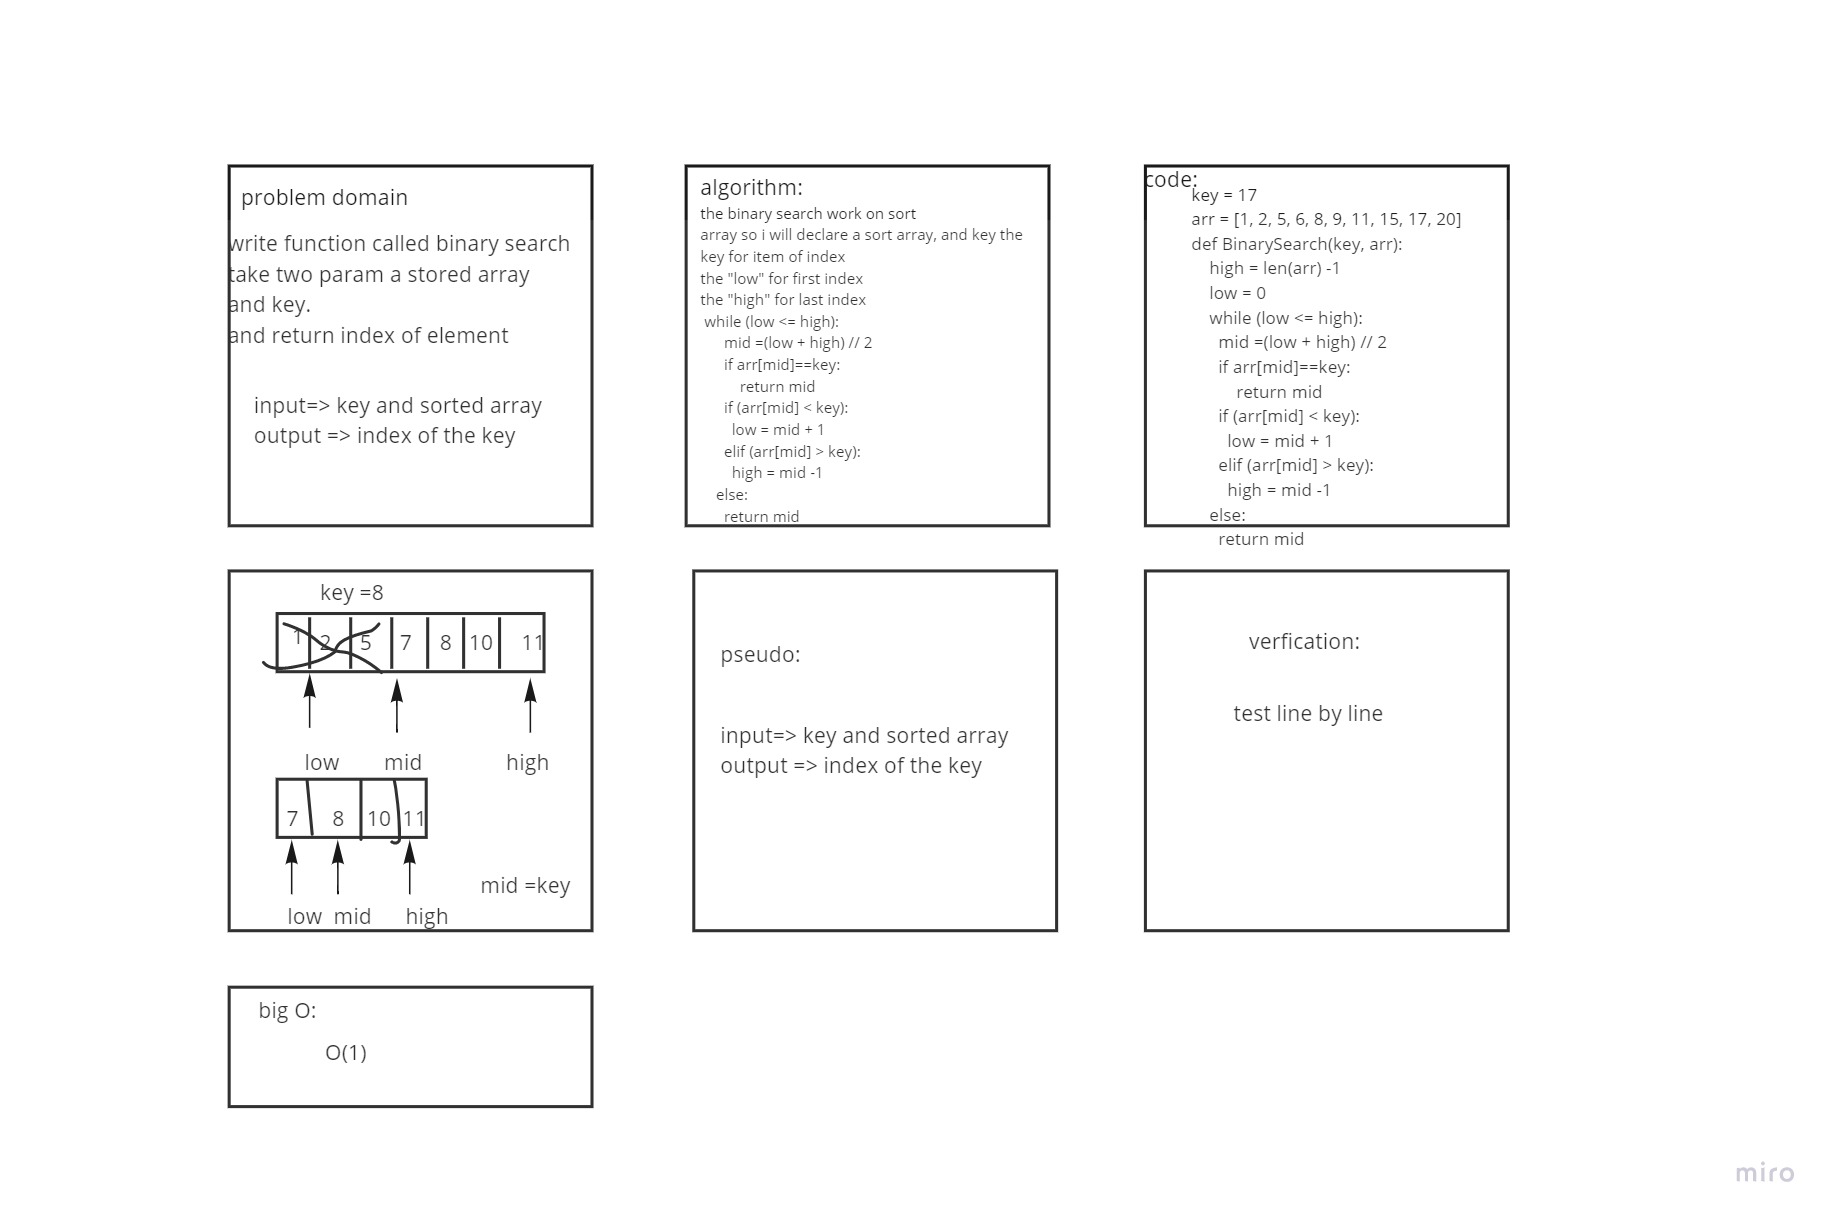 problem domain
write function called binary search
take two param a stored array
and key.
and return index of element
input=> key and sorted array
output => index of the key
algorithm:
the binary search work on sort
array so i will declare a sort array, and key the
key for item of index
the "low" for first index
the "high" for last index
while (low <= high):
mid =(low + high) // 2
if arr[mid]==key:
return mid
if (arr[mid] < key):
low = mid + 1
elif (arr[mid] > key):
high = mid -1
else:
return mid
code:
key = 17
arr = [1, 2, 5, 6, 8, 9, 11, 15, 17, 20]
def BinarySearch(key, arr):
high = len(arr) -1
low = 0
while (low <= high):
mid =(low + high) // 2
if arr[mid]==key:
return mid
if (arr[mid] < key):
low = mid + 1
elif (arr[mid] > key):
high = mid -1
else:
return mid
key =8
1 2 5 7 8 10 11
low mid high
7 8 10 11
mid =key
low mid high
pseudo:
input=> key and sorted array
output => index of the key
verfication:
test line by line
big O:
O(1)
miro